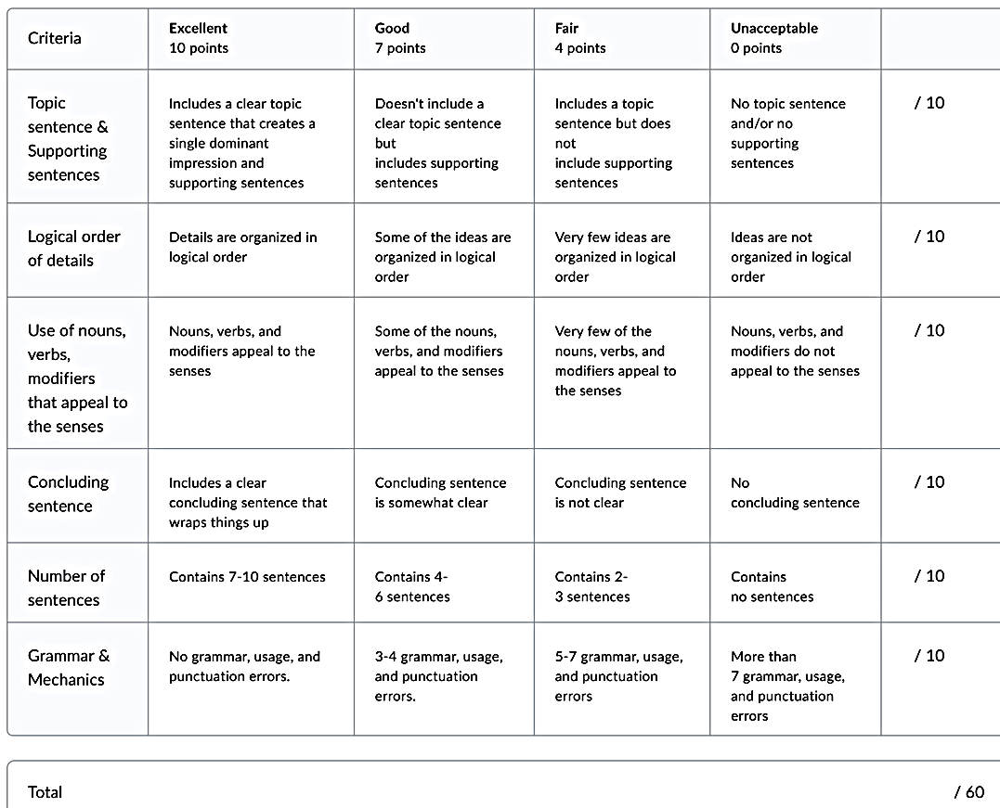 Criteria
Excellent
10 points
Good
7 points
Fair
4 points
Unacceptable
0 points
Topic
sentence &
Supporting
sentences
Includes a clear topic
sentence that creates a
single dominant
impression and
supporting sentences
Doesn't include a
clear topic sentence
but
includes supporting
sentences
Includes a topic
sentence but does
not
include supporting
sentences
No topic sentence
and/or no
supporting
sentences
/ 10
Logical order
of details
Details are organized in
logical order
Some of the ideas are
organized in logical
order
Very few ideas are
organized in logical
order
Ideas are not
organized in logical
order
/ 10
Use of nouns,
verbs,
modifiers
that appeal to
the senses
Nouns, verbs, and
modifiers appeal to the
senses
Some of the nouns,
verbs, and modifiers
appeal to the senses
Very few of the
nouns, verbs, and
modifiers appeal to
the senses
Nouns, verbs, and
modifiers do not
appeal to the senses
/ 10
Concluding
sentence
Includes a clear
concluding sentence that
wraps things up
Concluding sentence
is somewhat clear
Concluding sentence
is not clear
No
concluding sentence
/ 10
Number of
sentences
Contains 7-10 sentences
Contains 4-
6 sentences
Contains 2-
3 sentences
Contains
no sentences
/ 10
Grammar &
Mechanics
No grammar, usage, and
punctuation errors.
3-4 grammar, usage,
and punctuation
errors.
5-7 grammar, usage,
and punctuation
errors
More than
7 grammar, usage,
and punctuation
errors
/ 10
Total
/ 60